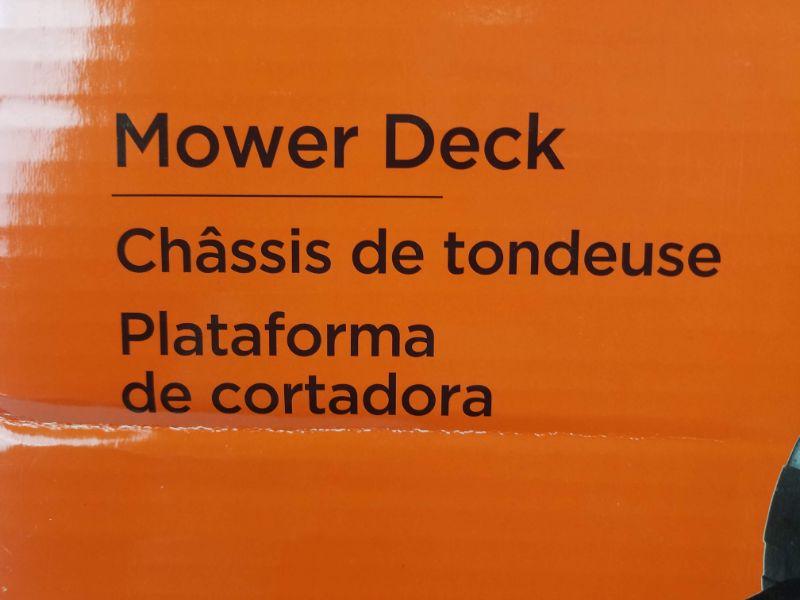 Mower Deck
Châssis de tondeuse
Plataforma
de cortadora